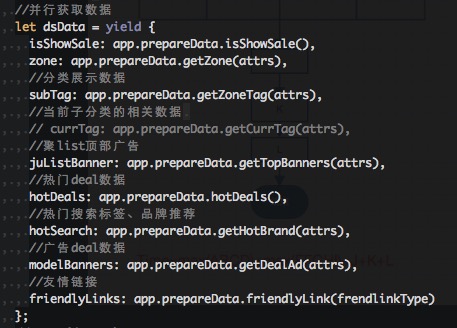 //并行获取数据
let dsData = yield {
isShowSale: app.prepareData.isShowSale(),
zone: app.prepareData.getZone(attrs),
//分类展示数据
subTag: app.prepareData.getZoneTag(attrs),
//当前子分类的相关数据
// currTag: app.prepareData.getCurrTag(attrs),
//聚list顶部广告
juListBanner: app.prepareData.getTopBanners(attrs),
//热门deal数据
hotDeals: app.prepareData.hotDeals(),
//热门搜索标签、品牌推荐
hotSearch: app.prepareData.getHotBrand(attrs),
//广告deal数据
modelBanners: app.prepareData.getDealAd(attrs),
//友情链接
friendlyLinks: app.prepareData.friendlyLink(frendlinkType)
};